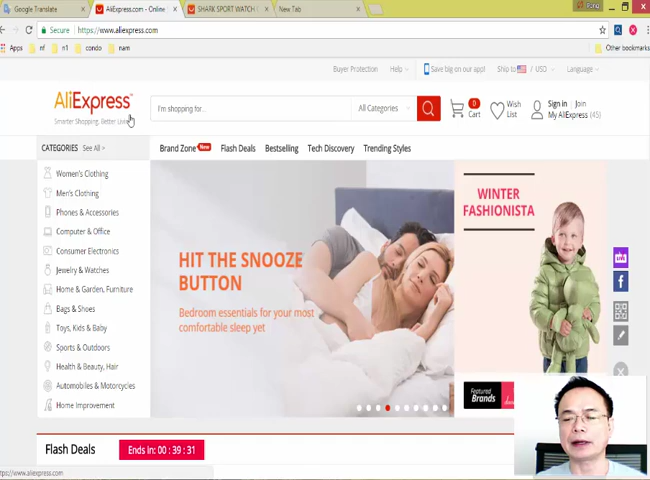 Google Translate
AliExpress.com - Online
SHARK SPORT WATCH
New Tab
Secure
https://www.aliexpress.com
Apps
nf
n1
condo
nam
Other bookmarks
Buyer Protection
Help
Save big on our app!
Ship to
/ USD
Language
AliExpress
Smarter Shopping, Better Living
I'm shopping for...
All Categories
0
Cart
Wish
List
Sign in | Join
My AliExpress (45)
CATEGORIES See All >
Brand Zone New
Flash Deals
Bestselling
Tech Discovery
Trending Styles
Women's Clothing
Men's Clothing
Phones & Accessories
Computer & Office
Consumer Electronics
Jewelry & Watches
Home & Garden, Furniture
Bags & Shoes
Toys, Kids & Baby
Sports & Outdoors
Health & Beauty, Hair
Automobiles & Motorcycles
Home Improvement
HIT THE SNOOZE
BUTTON
Bedroom essentials for your most
comfortable sleep yet
WINTER
FASHIONISTA
Featured
Brands
Flash Deals
Ends in: 00 : 39 : 31
ttps://www.aliexpress.com